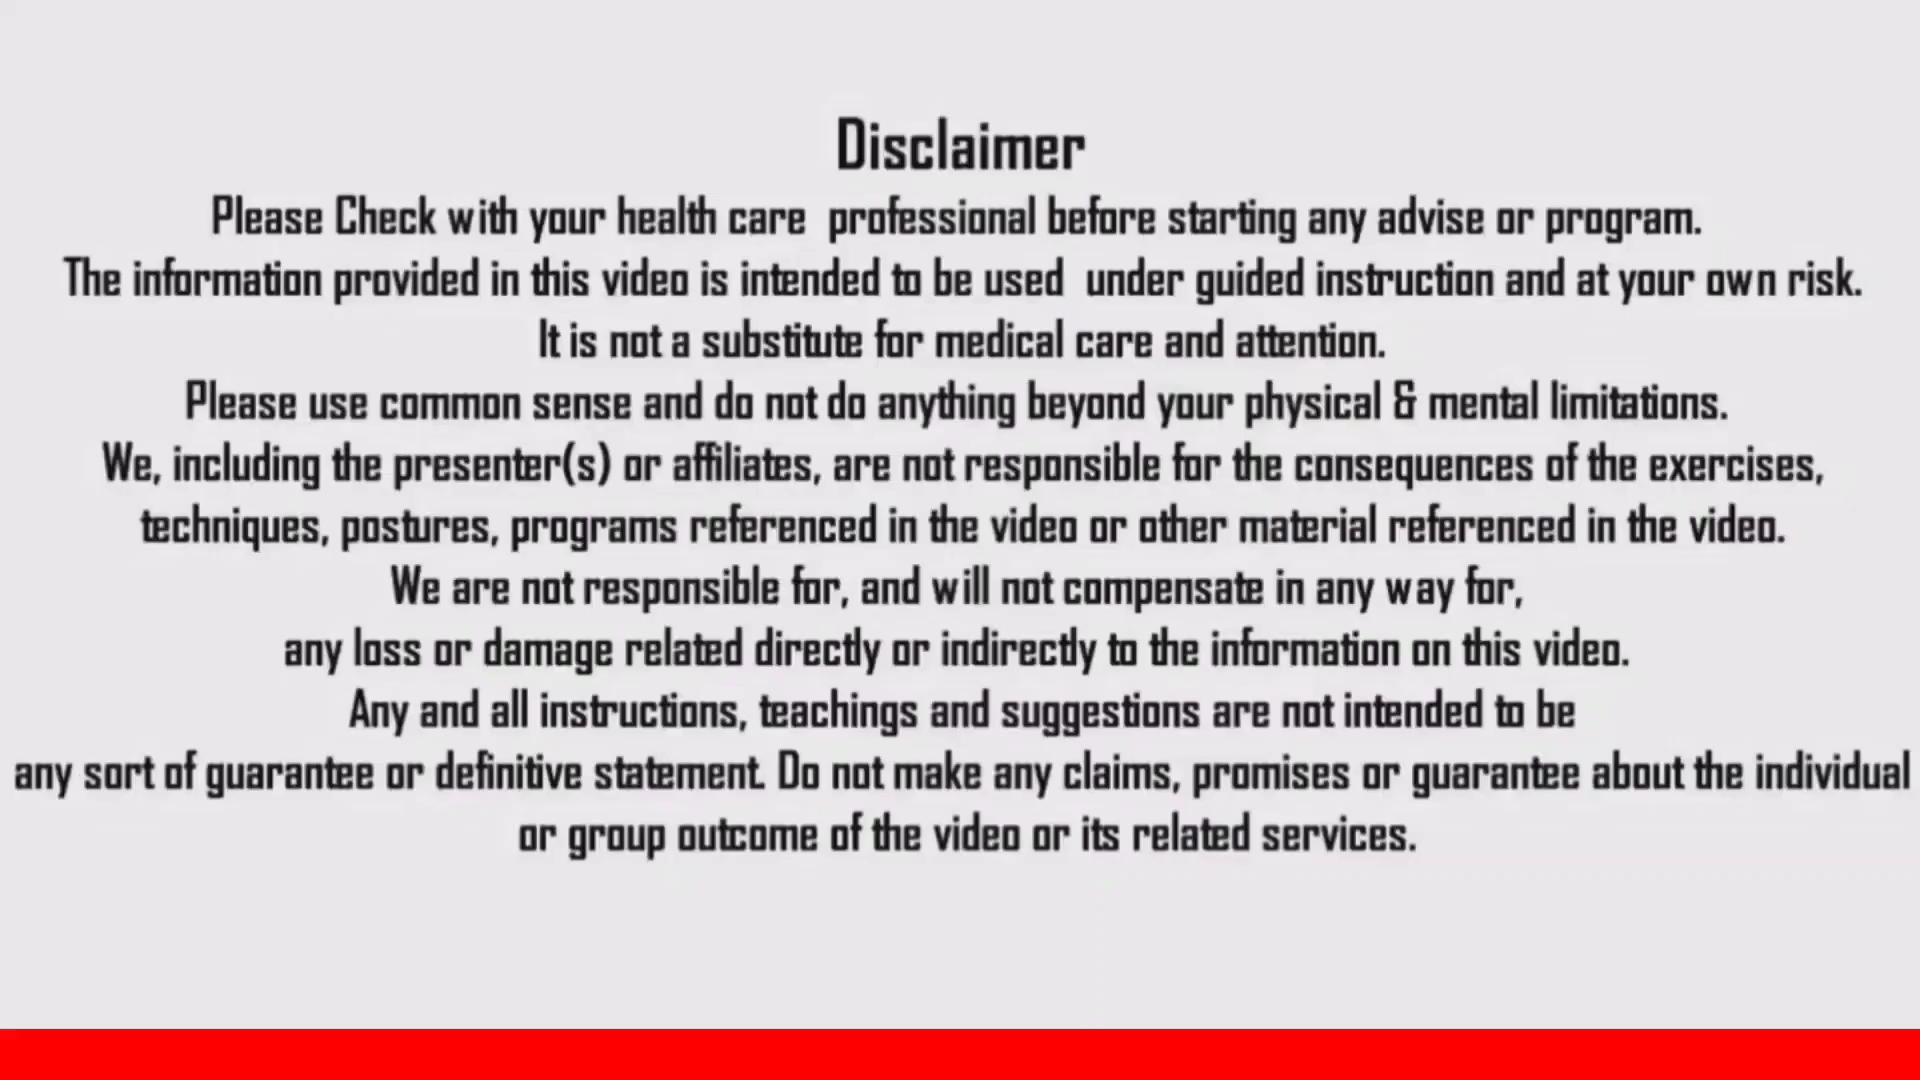 Disclaimer
Please Check with your health care professional before starting any advise or program.
The information provided in this video is intended to be used under guided instruction and at your own risk.
It is not a substitute for medical care and attention.
Please use common sense and do not do anything beyond your physical & mental limitations.
We, including the presenter(s) or affiliates, are not responsible for the consequences of the exercises,
techniques, postures, programs referenced in the video or other material referenced in the video.
We are not responsible for, and will not compensate in any way for,
any loss or damage related directly or indirectly to the information on this video.
Any and all instructions, teachings and suggestions are not intended to be
any sort of guarantee or definitive statement. Do not make any claims, promises or guarantee about the individual
or group outcome of the video or its related services.